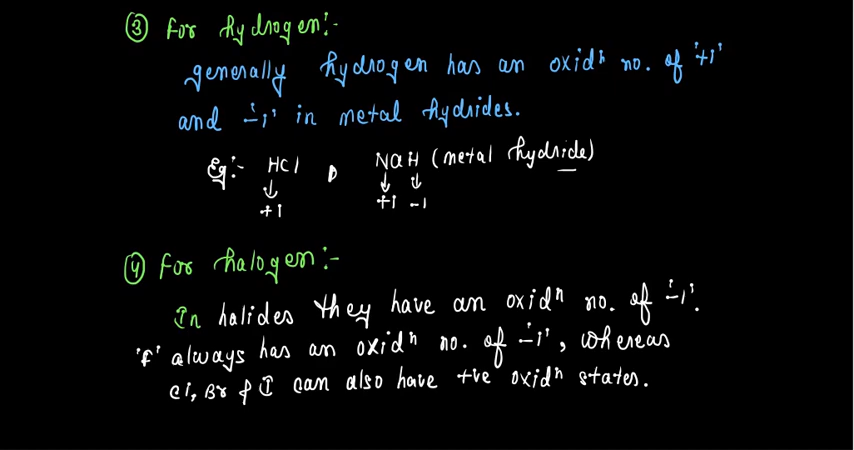 ③ For hydrogen:-
generally hydrogen has an oxidⁿ no. of '+1'
and '-1' in metal hydrides.
Eg:- HCl , NaH (metal hydride)
↓ ↓ ↓
+1 +1 -1
④ For halogen:-
In halides they have an oxidⁿ no. of '-1'.
'F' always has an oxidⁿ no. of '-1', whereas
Cl, Br & I can also have +ve oxidⁿ states.